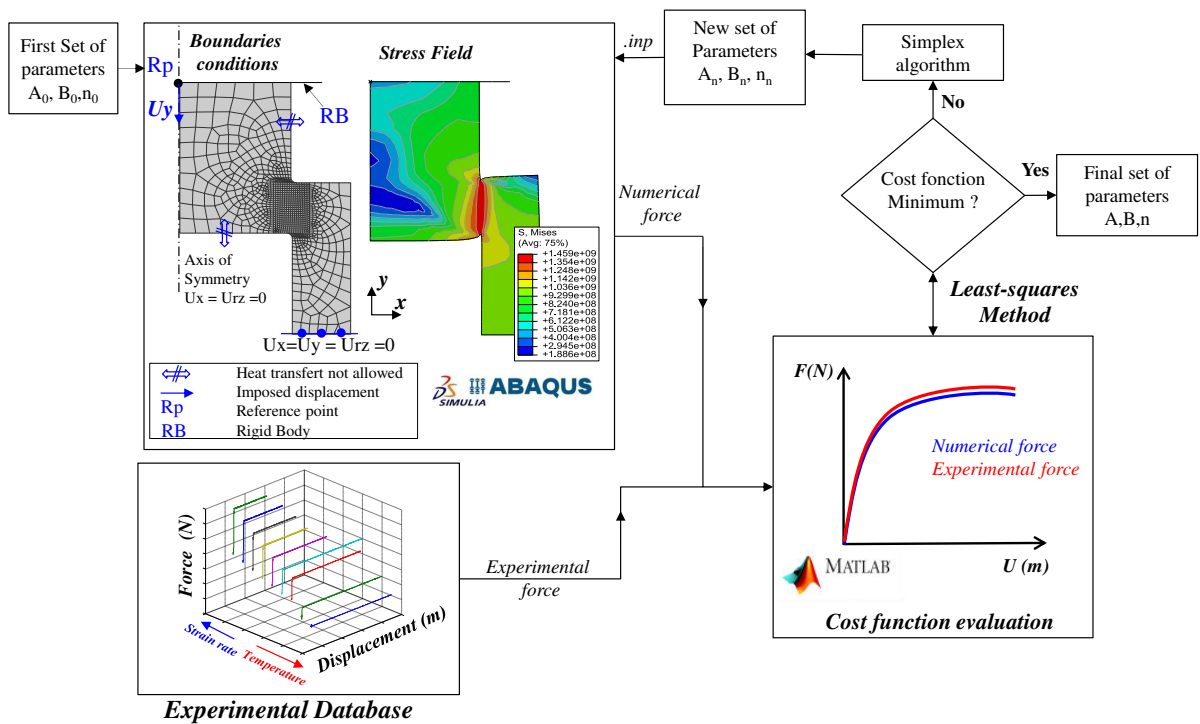 First Set of
parameters
A0, B0,n0
Boundaries
conditions
Stress Field
Rp
Uy
RB
Axis of
Symmetry
Ux = Urz =0
y
x
Ux=Uy = Urz =0
S, Mises
(Avg: 75%)
+1.459e+09
+1.354e+09
+1.248e+09
+1.142e+09
+1.036e+09
+9.299e+08
+8.240e+08
+7.181e+08
+6.122e+08
+5.063e+08
+4.004e+08
+2.945e+08
+1.886e+08
Heat transfert not allowed
Imposed displacement
Rp Reference point
RB Rigid Body
SIMULIA
ABAQUS
.inp
New set of
Parameters
An, Bn, nn
Simplex
algorithm
No
Cost fonction
Minimum ?
Yes
Final set of
parameters
A,B,n
Numerical
force
Least-squares
Method
F(N)
Numerical force
Experimental force
U (m)
MATLAB
Cost function evaluation
Experimental
force
Force (N)
Strain rate
Temperature
Displacement (m)
Experimental Database